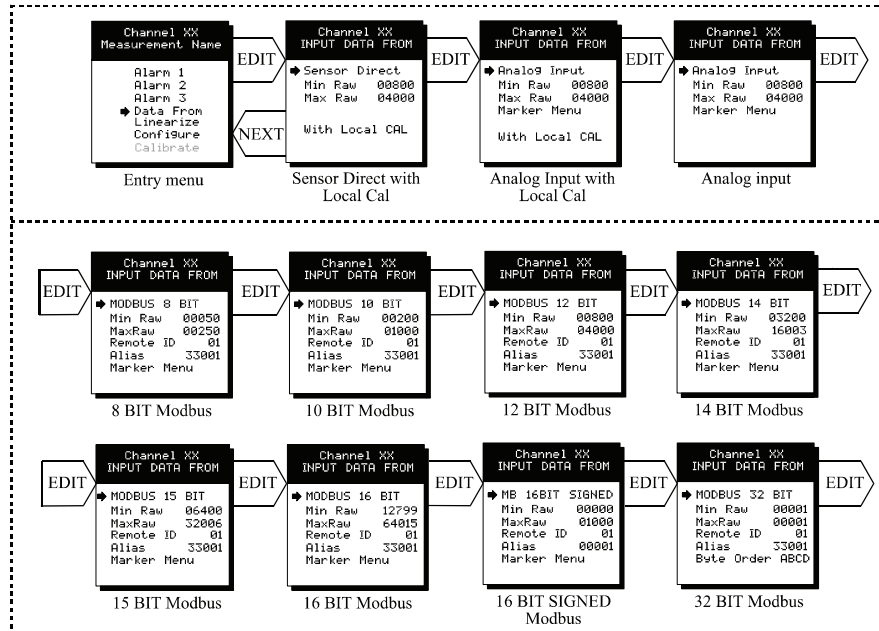 Channel XX
Measurement Name
Alarm 1
Alarm 2
Alarm 3
Data From
Linearize
Configure
Calibrate
Entry menu
EDIT
NEXT
Channel XX
INPUT DATA FROM
Sensor Direct
Min Raw 00800
Max Raw 04000
With Local CAL
Sensor Direct with
Local Cal
EDIT
Channel XX
INPUT DATA FROM
Analog Input
Min Raw 00800
Max Raw 04000
Marker Menu
With Local CAL
Analog Input with
Local Cal
EDIT
Channel XX
INPUT DATA FROM
Analog Input
Min Raw 00800
Max Raw 04000
Marker Menu
Analog input
EDIT
EDIT
Channel XX
INPUT DATA FROM
MODBUS 8 BIT
Min Raw 00050
MaxRaw 00250
Remote ID 01
Alias 33001
Marker Menu
8 BIT Modbus
EDIT
Channel XX
INPUT DATA FROM
MODBUS 10 BIT
Min Raw 00200
MaxRaw 01000
Remote ID 01
Alias 33001
Marker Menu
10 BIT Modbus
EDIT
Channel XX
INPUT DATA FROM
MODBUS 12 BIT
Min Raw 00800
MaxRaw 04000
Remote ID 01
Alias 33001
Marker Menu
12 BIT Modbus
EDIT
Channel XX
INPUT DATA FROM
MODBUS 14 BIT
Min Raw 03200
MaxRaw 16003
Remote ID 01
Alias 33001
Marker Menu
14 BIT Modbus
EDIT
EDIT
Channel XX
INPUT DATA FROM
MODBUS 15 BIT
Min Raw 06400
MaxRaw 32006
Remote ID 01
Alias 33001
Marker Menu
15 BIT Modbus
EDIT
Channel XX
INPUT DATA FROM
MODBUS 16 BIT
Min Raw 12799
MaxRaw 64015
Remote ID 01
Alias 33001
Marker Menu
16 BIT Modbus
EDIT
Channel XX
INPUT DATA FROM
MB 16BIT SIGNED
Min Raw 00000
MaxRaw 01000
Remote ID 01
Alias 00001
Marker Menu
16 BIT SIGNED
Modbus
EDIT
Channel XX
INPUT DATA FROM
MODBUS 32 BIT
Min Raw 00001
MaxRaw 00001
Remote ID 01
Alias 33001
Byte Order ABCD
32 BIT Modbus
EDIT